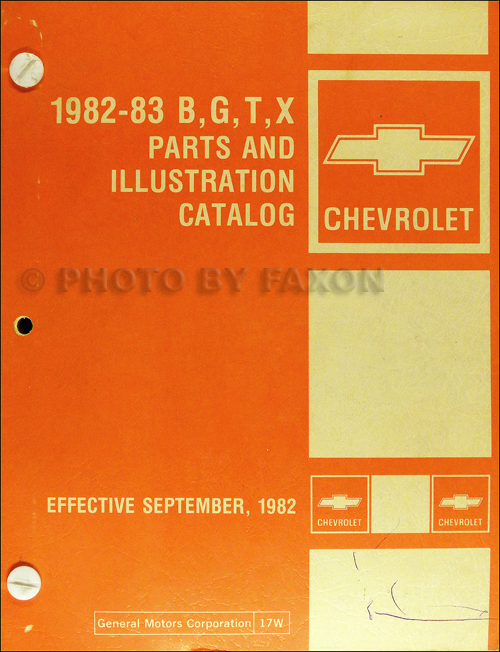 1982-83 B, G, T, X
PARTS AND
ILLUSTRATION
CATALOG
CHEVROLET
© PHOTO BY FAXON
EFFECTIVE SEPTEMBER, 1982
CHEVROLET
CHEVROLET
General Motors Corporation 17W